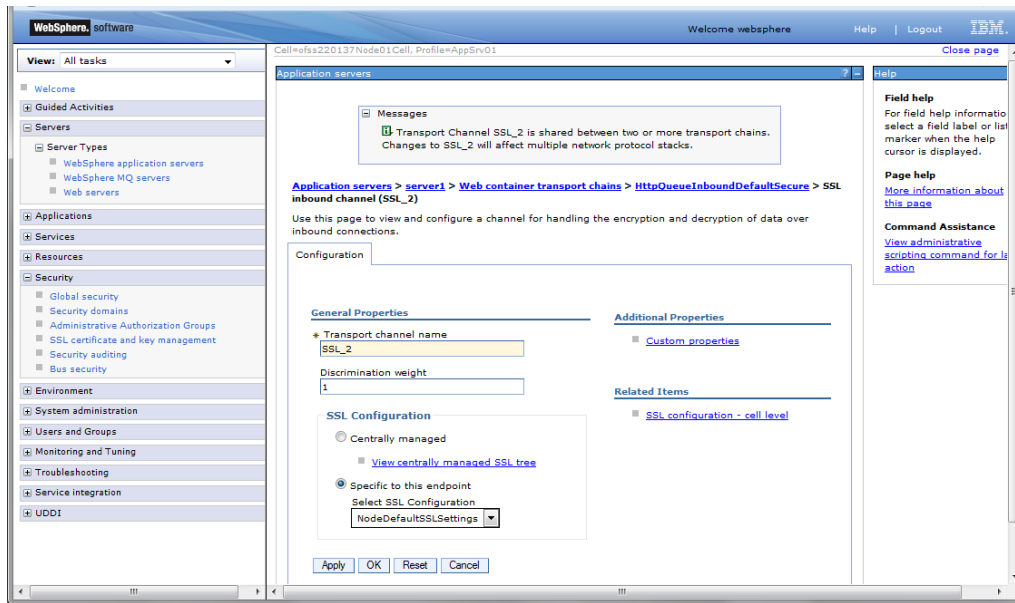 WebSphere. software
Welcome websphere
Help | Logout
IBM.
View: All tasks
Welcome
Guided Activities
Servers
Server Types
WebSphere application servers
WebSphere MQ servers
Web servers
Applications
Services
Resources
Security
Global security
Security domains
Administrative Authorization Groups
SSL certificate and key management
Security auditing
Bus security
Environment
System administration
Users and Groups
Monitoring and Tuning
Troubleshooting
Service integration
UDDI
Cell=ofss220137Node01Cell, Profile=AppSrv01
Close page
Application servers
? -
Messages
Transport Channel SSL_2 is shared between two or more transport chains.
Changes to SSL_2 will affect multiple network protocol stacks.
Application servers > server1 > Web container transport chains > HttpQueueInboundDefaultSecure > SSL
inbound channel (SSL_2)
Use this page to view and configure a channel for handling the encryption and decryption of data over
inbound connections.
Configuration
General Properties
* Transport channel name
SSL_2
Discrimination weight
1
SSL Configuration
Centrally managed
View centrally managed SSL tree
Specific to this endpoint
Select SSL Configuration
NodeDefaultSSLSettings
Apply OK Reset Cancel
Additional Properties
Custom properties
Related Items
SSL configuration - cell level
Help
Field help
For field help informatio
select a field label or list
marker when the help
cursor is displayed.
Page help
More information about
this page
Command Assistance
View administrative
scripting command for la
action